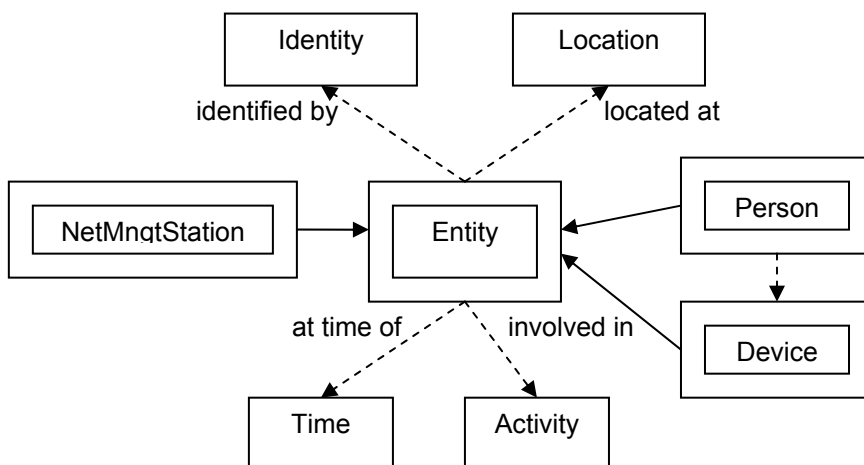 Identity
Location
identified by
located at
NetMngtStation
Entity
Person
at time of
involved in
Device
Time
Activity